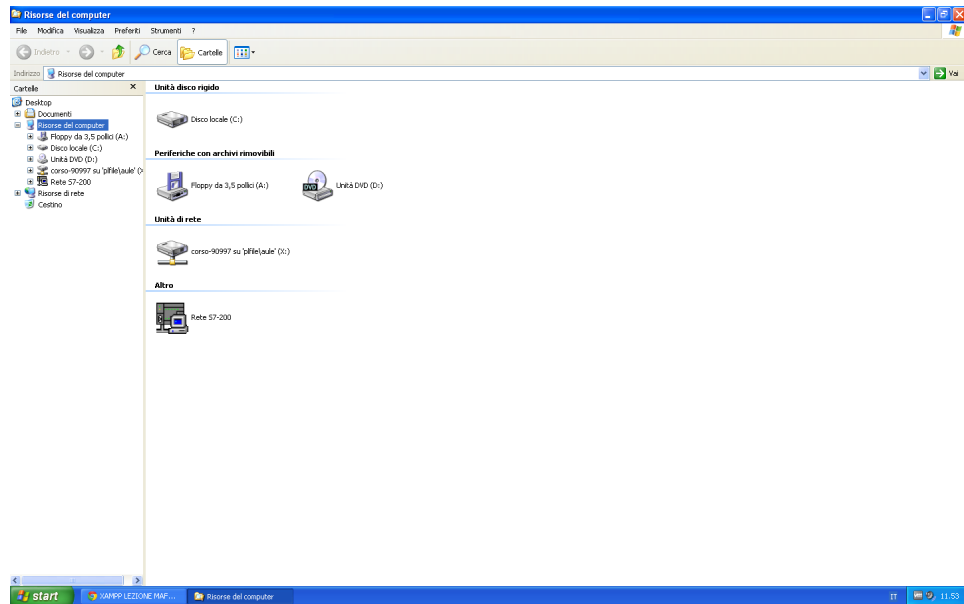 Risorse del computer
File Modifica Visualizza Preferiti Strumenti ?
Indietro Cerca Cartelle
Indirizzo Risorse del computer Vai
Cartelle
Desktop
Documenti
Risorse del computer
Floppy da 3,5 pollici (A:)
Disco locale (C:)
Unità DVD (D:)
corso-90997 su 'plfile\aule' (X
Rete S7-200
Risorse di rete
Cestino
Unità disco rigido
Disco locale (C:)
Periferiche con archivi rimovibili
Floppy da 3,5 pollici (A:)
DVD
Unità DVD (D:)
Unità di rete
corso-90997 su 'plfile\aule' (X:)
Altro
Rete S7-200
start XAMPP LEZIONE MAF... Risorse del computer IT 11.53